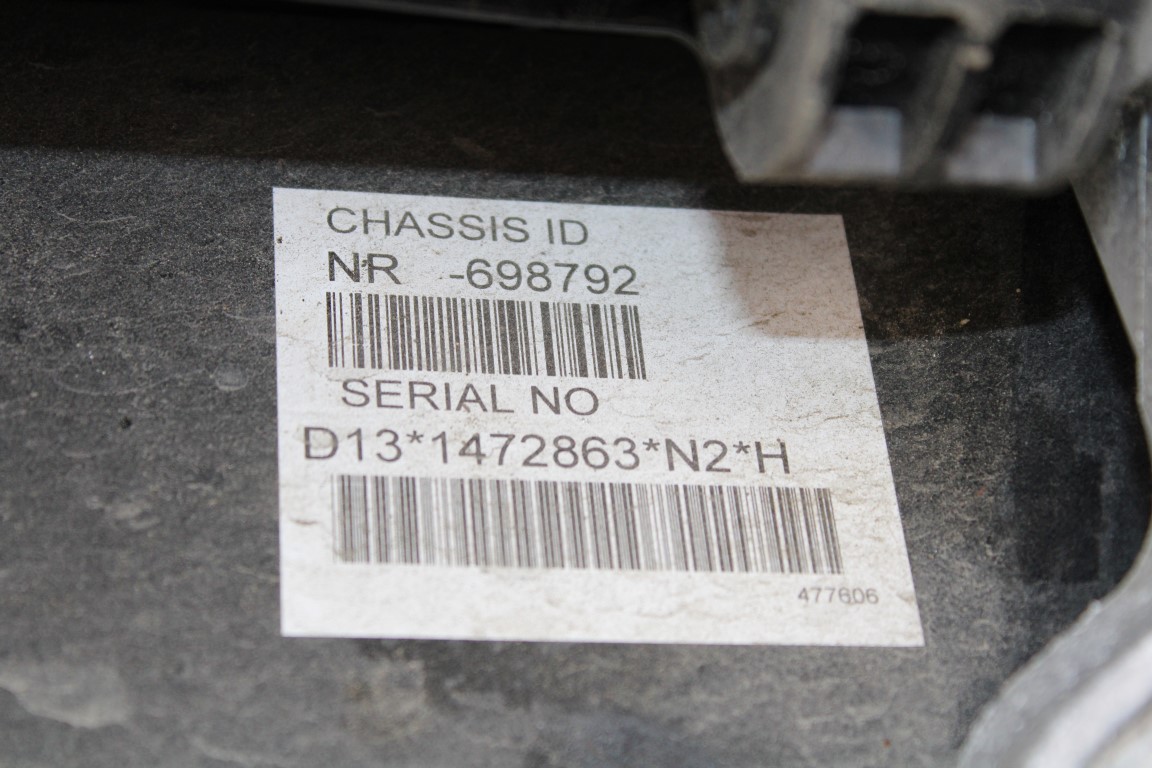 CHASSIS ID
NR -698792
SERIAL NO
D13*1472863*N2*H
477606